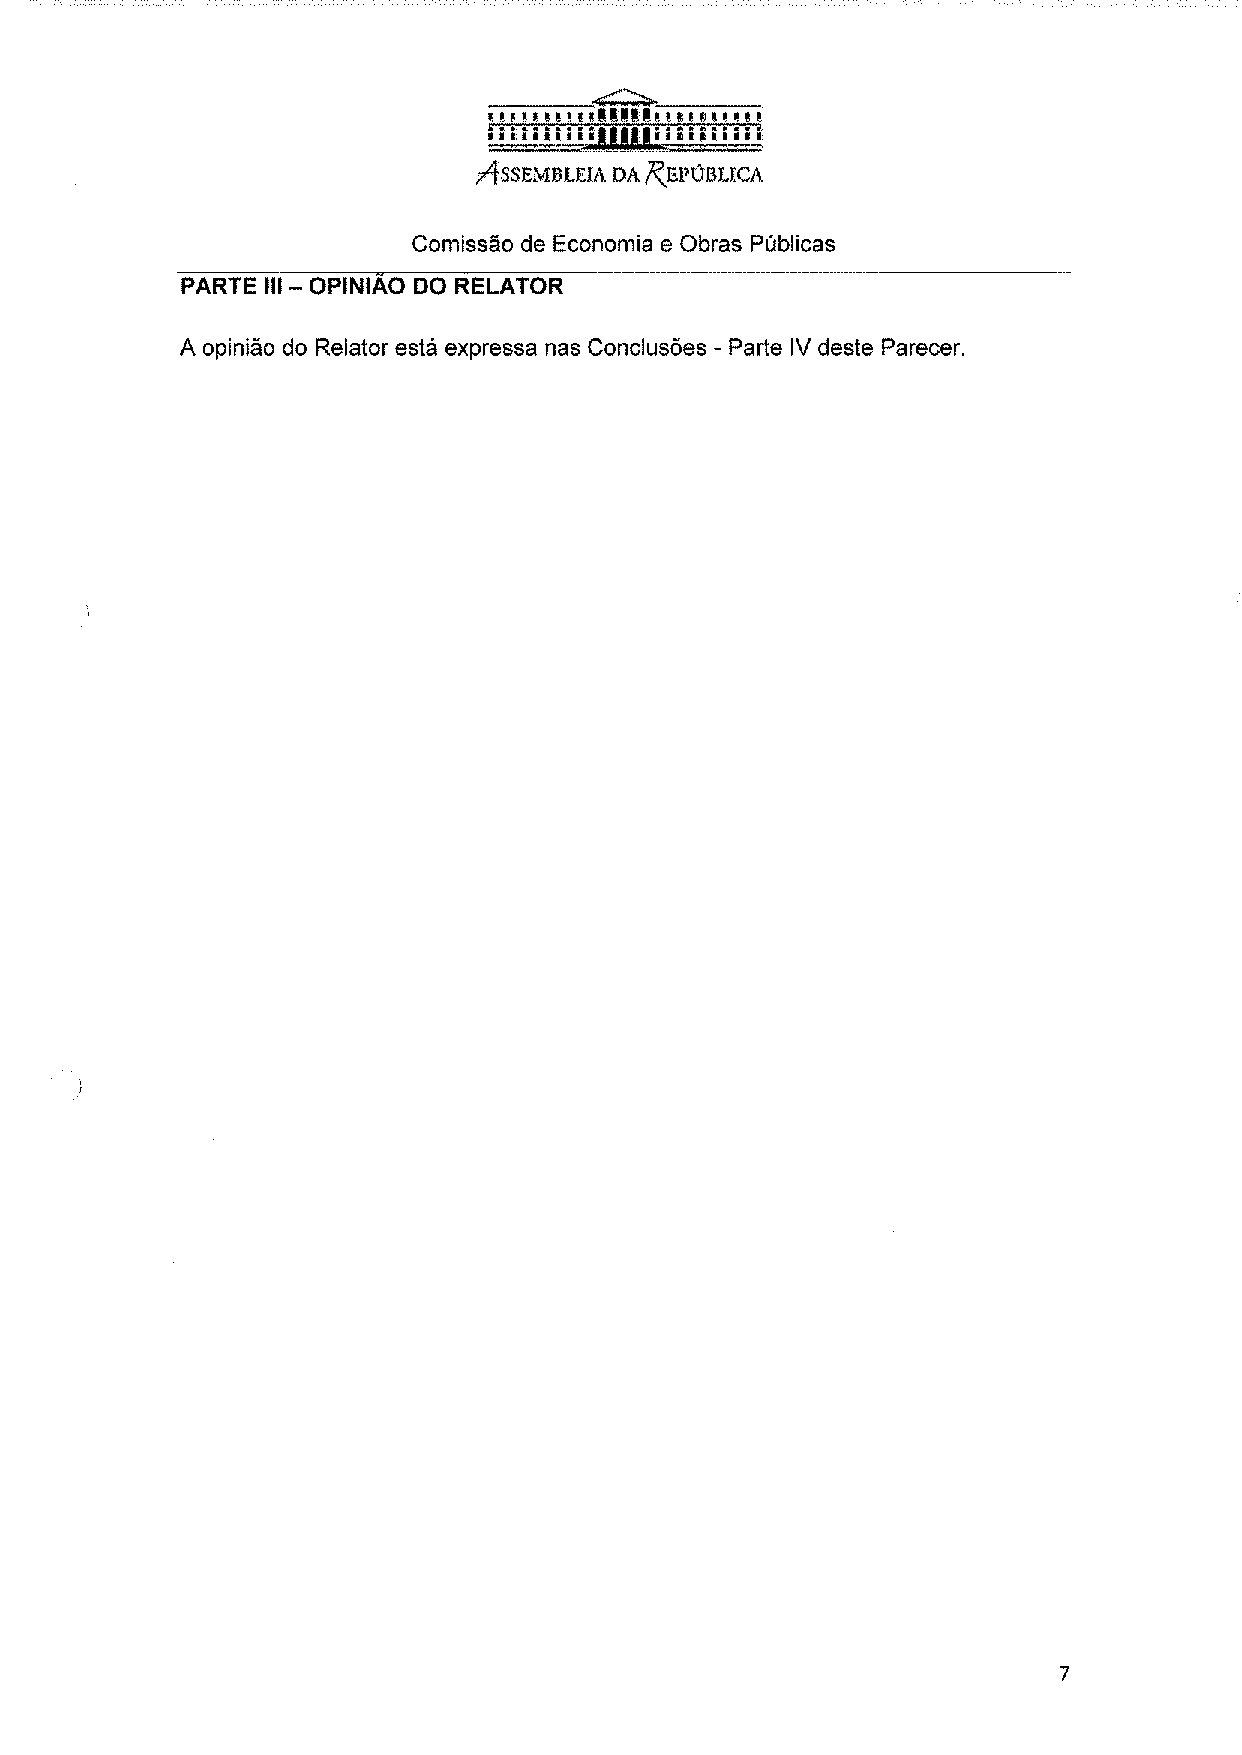 ASSEMBLEIA DA REPÚBLICA
Comissão de Economia e Obras Públicas
PARTE III – OPINIÃO DO RELATOR
A opinião do Relator está expressa nas Conclusões - Parte IV deste Parecer.
7